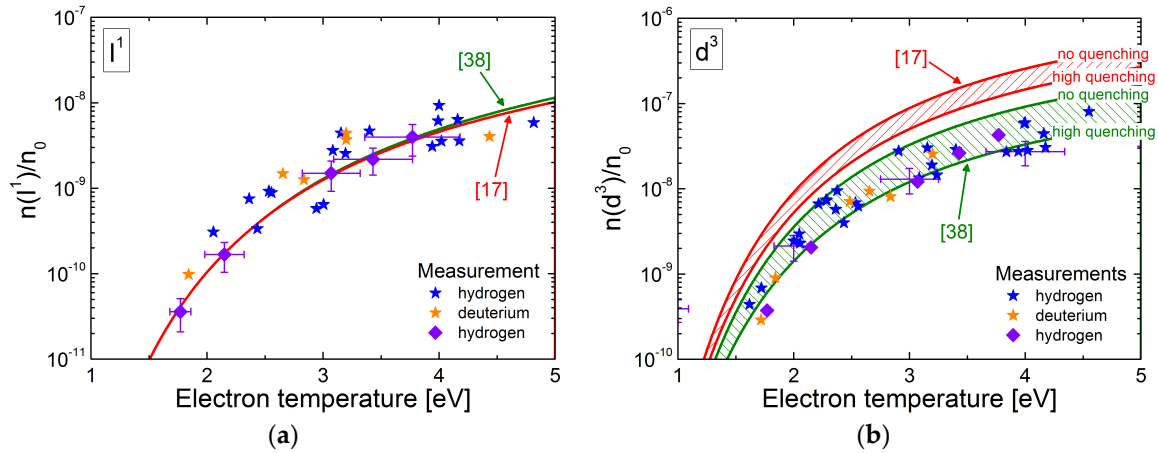 10^-7
10^-8
10^-9
10^-10
10^-11
n(I^1)/n_0
I^1
[38]
[17]
Measurement
hydrogen
deuterium
hydrogen
1 2 3 4 5
Electron temperature [eV]
(a)
10^-6
10^-7
10^-8
10^-9
10^-10
n(d^3)/n_0
d^3
[17]
no quenching
high quenching
no quenching
high quenching
[38]
Measurements
hydrogen
deuterium
hydrogen
1 2 3 4 5
Electron temperature [eV]
(b)